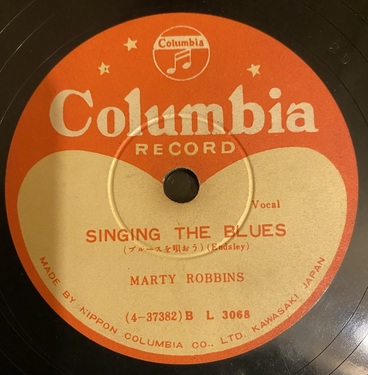 Columbia
Columbia
RECORD
Vocal
SINGING THE BLUES
(ブルースを唄おう)(Endsley)
MARTY ROBBINS
(4-37382) B L 3068
MADE BY NIPPON COLUMBIA CO., LTD. KAWASAKI JAPAN